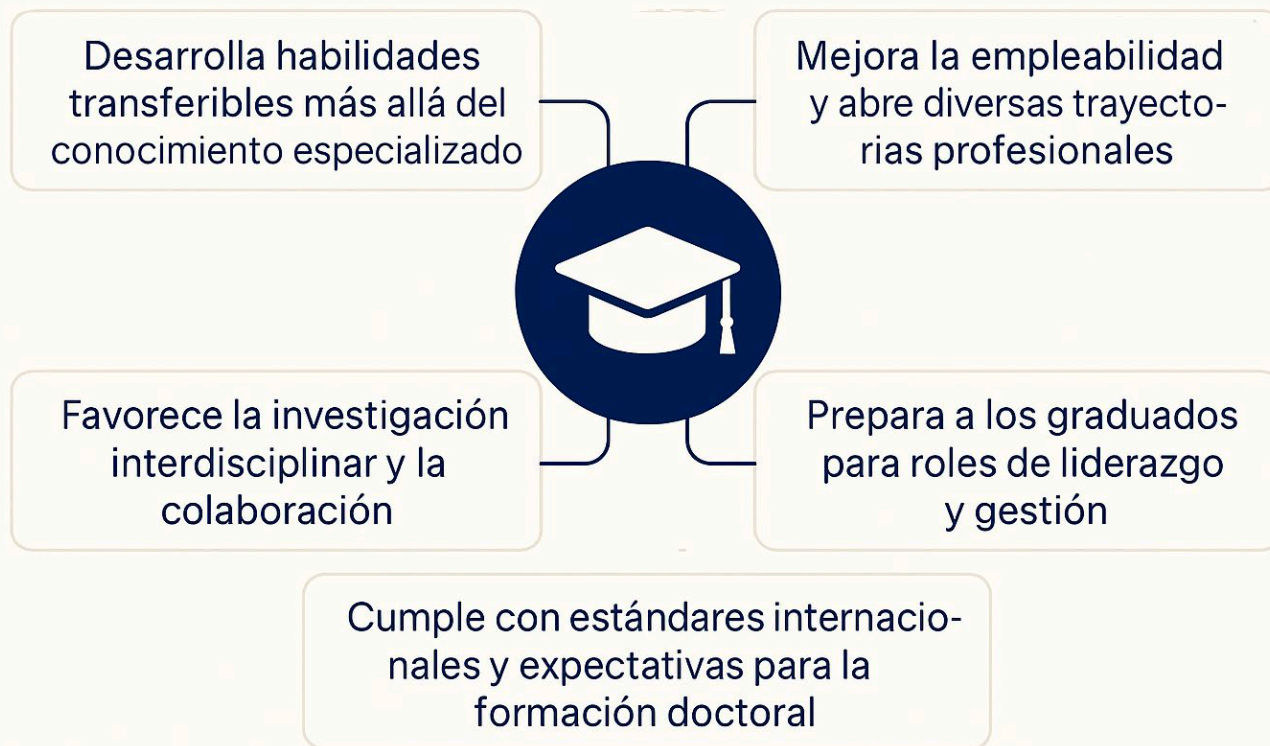 Desarrolla habilidades
transferibles más allá del
conocimiento especializado
Mejora la empleabilidad
y abre diversas trayecto-
rias profesionales
Favorece la investigación
interdisciplinar y la
colaboración
Prepara a los graduados
para roles de liderazgo
y gestión
Cumple con estándares internacio-
nales y expectativas para la
formación doctoral